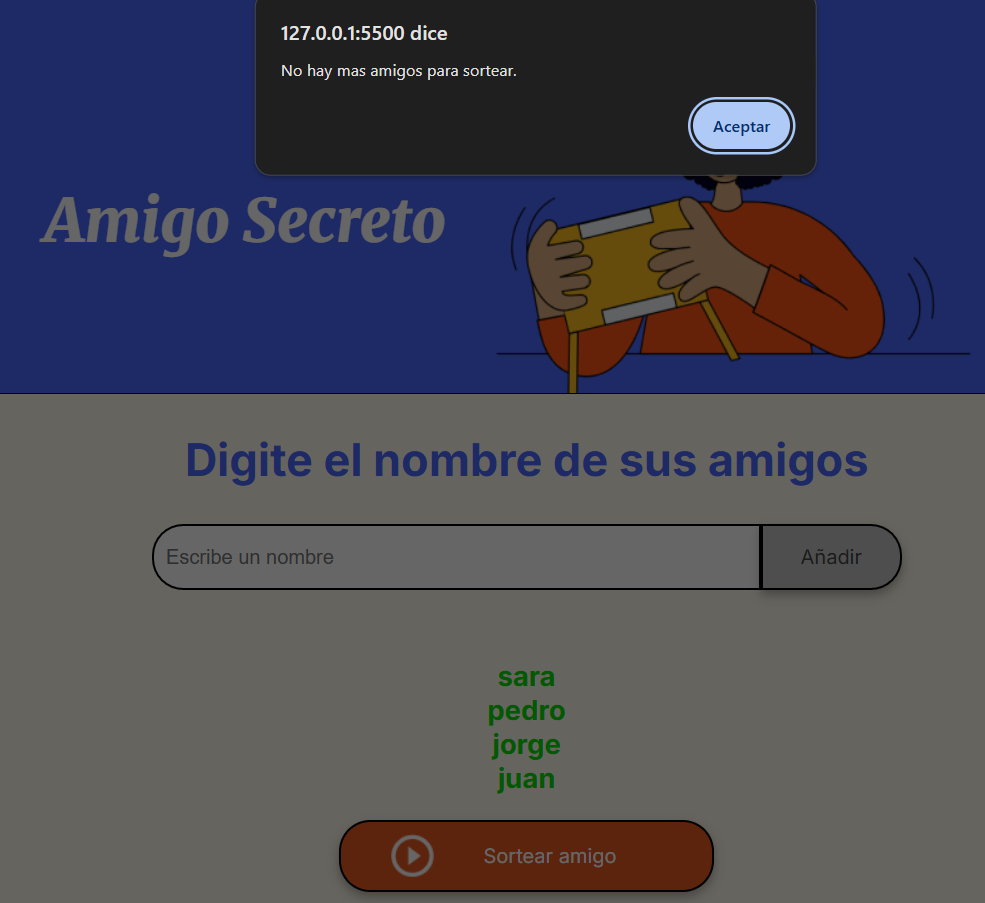 127.0.0.1:5500 dice
No hay mas amigos para sortear.
Aceptar
Amigo Secreto
Digite el nombre de sus amigos
Escribe un nombre
Añadir
sara
pedro
jorge
juan
Sortear amigo